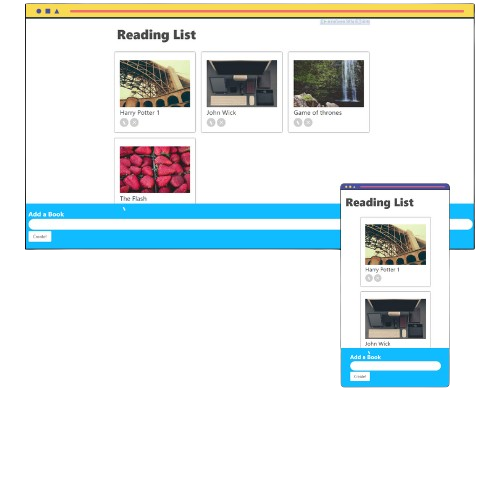 Reading List
Harry Potter 1
John Wick
Game of thrones
The Flash
Add a Book
Create!
Reading List
Harry Potter 1
John Wick
Add a Book
Create!